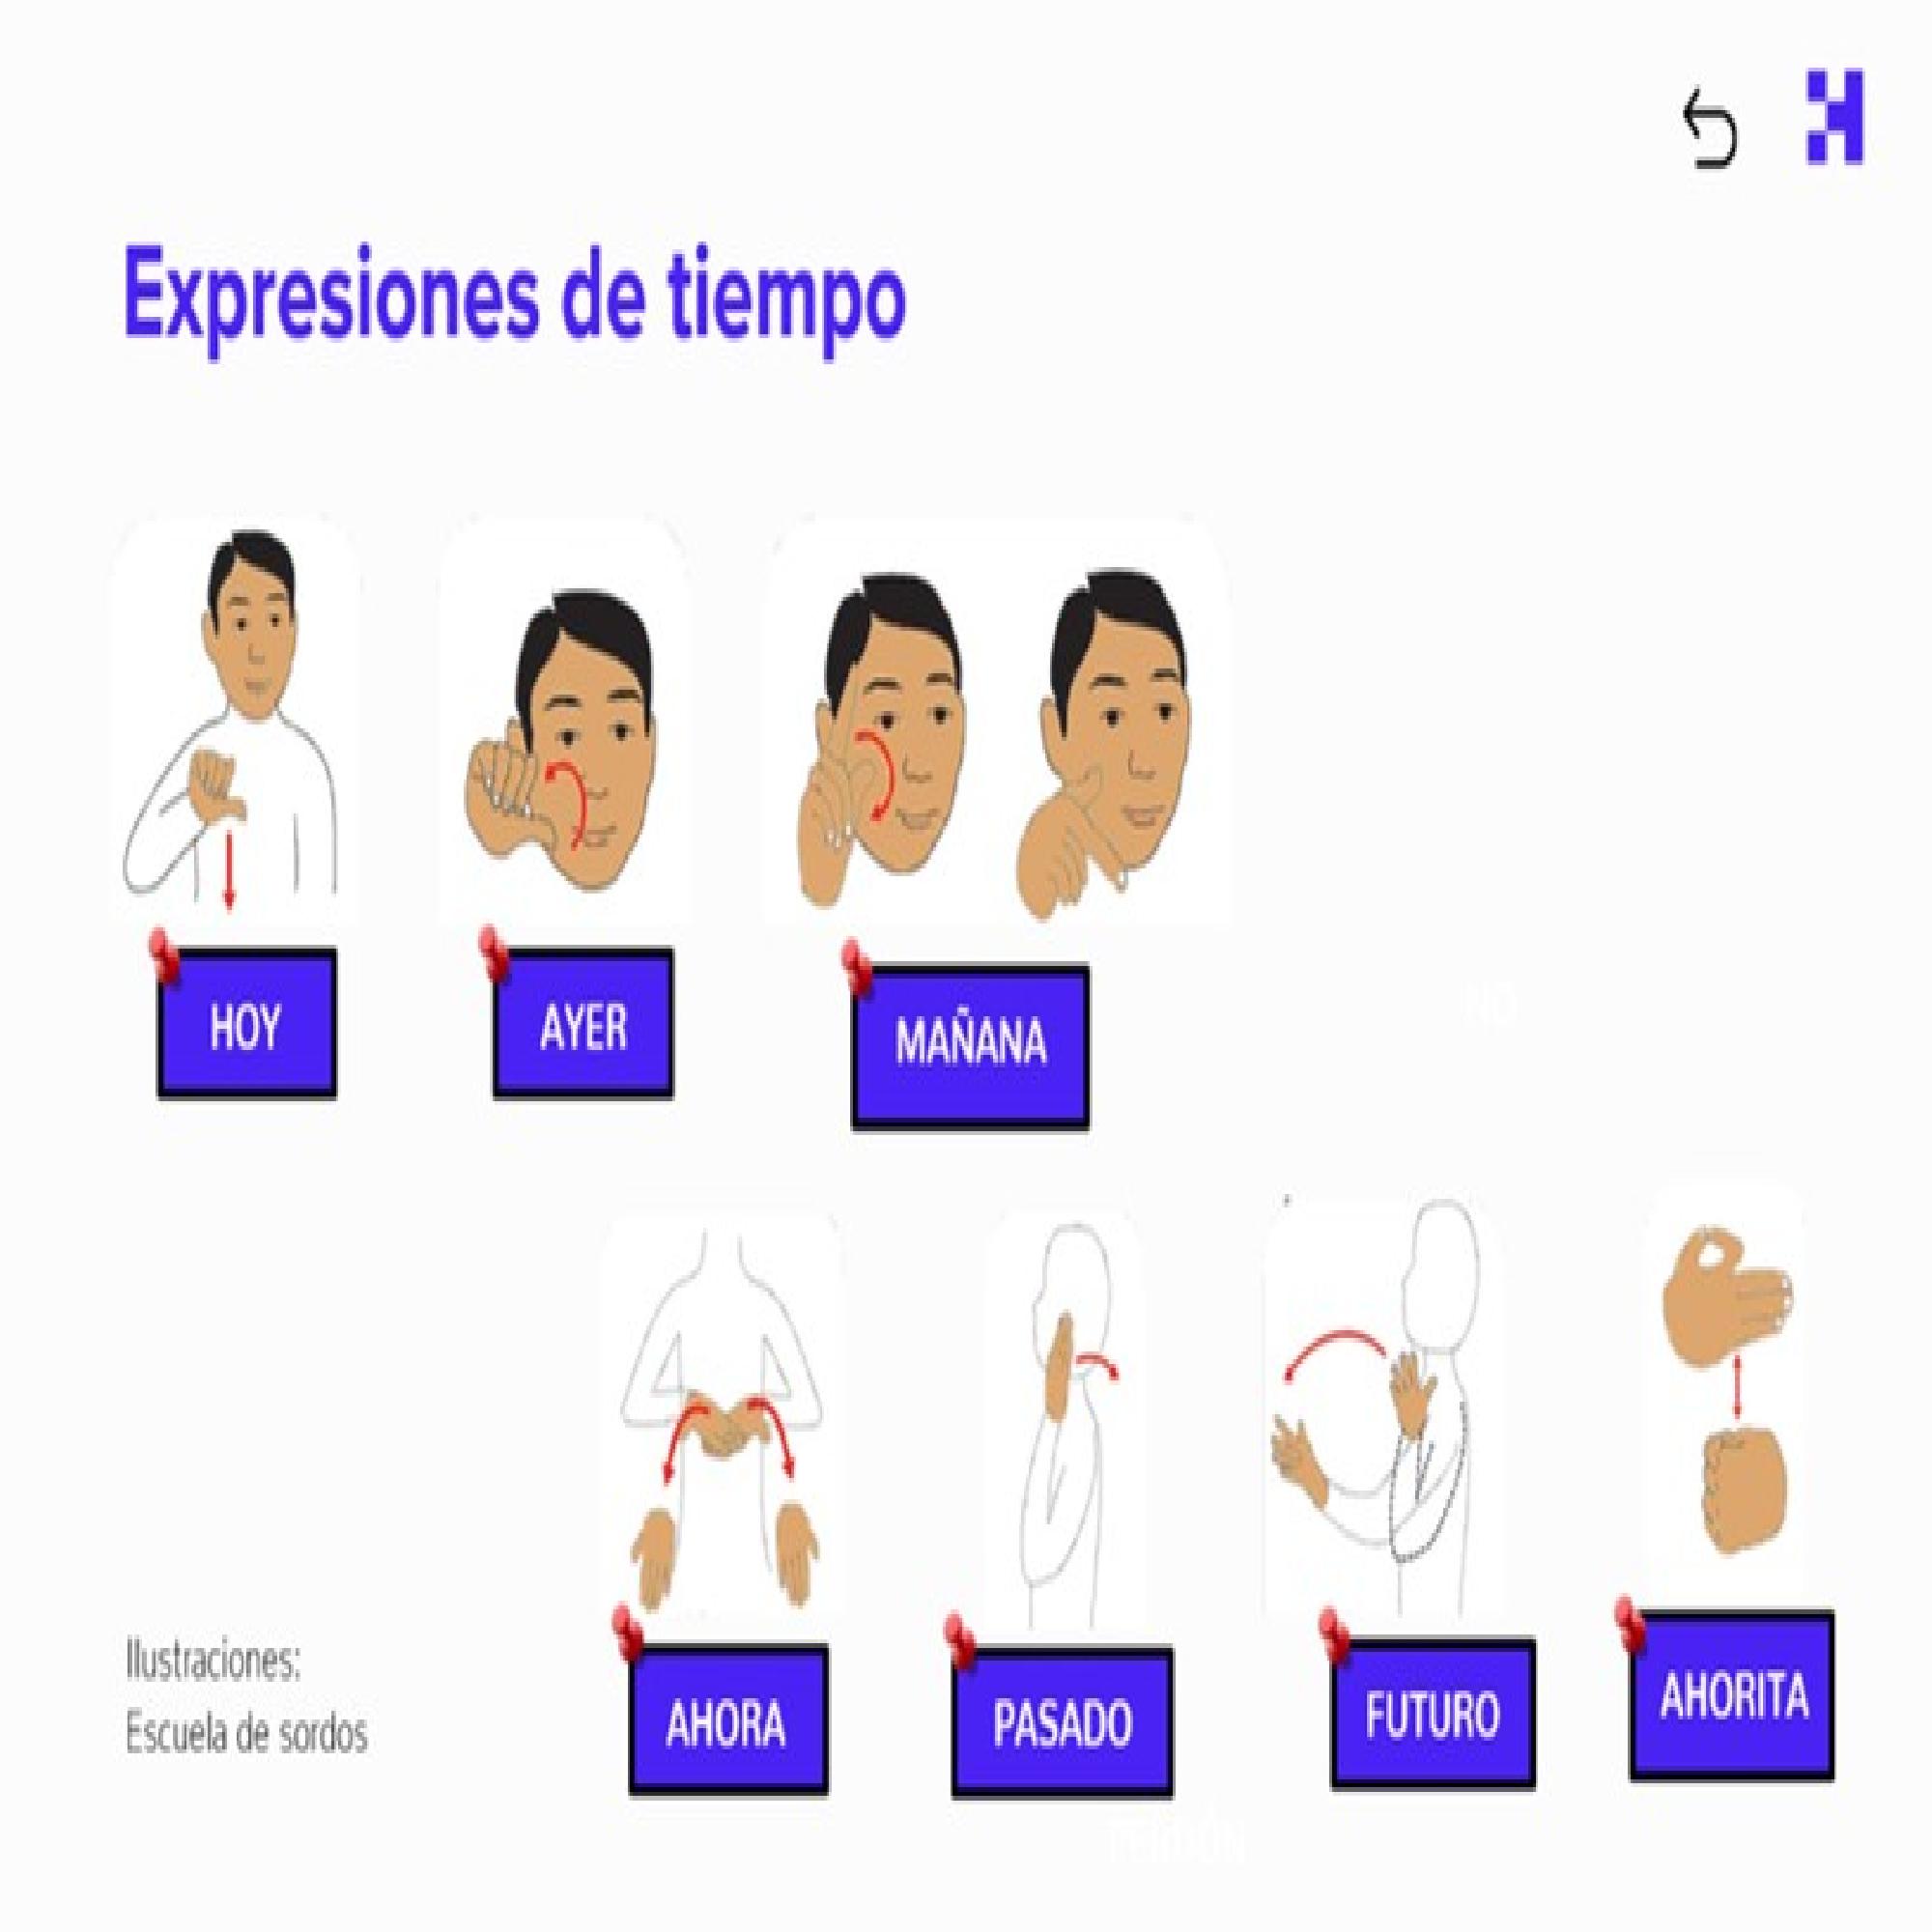 Expresiones de tiempo
HOY
AYER
MAÑANA
AHORA
PASADO
FUTURO
AHORITA
Ilustraciones:
Escuela de sordos